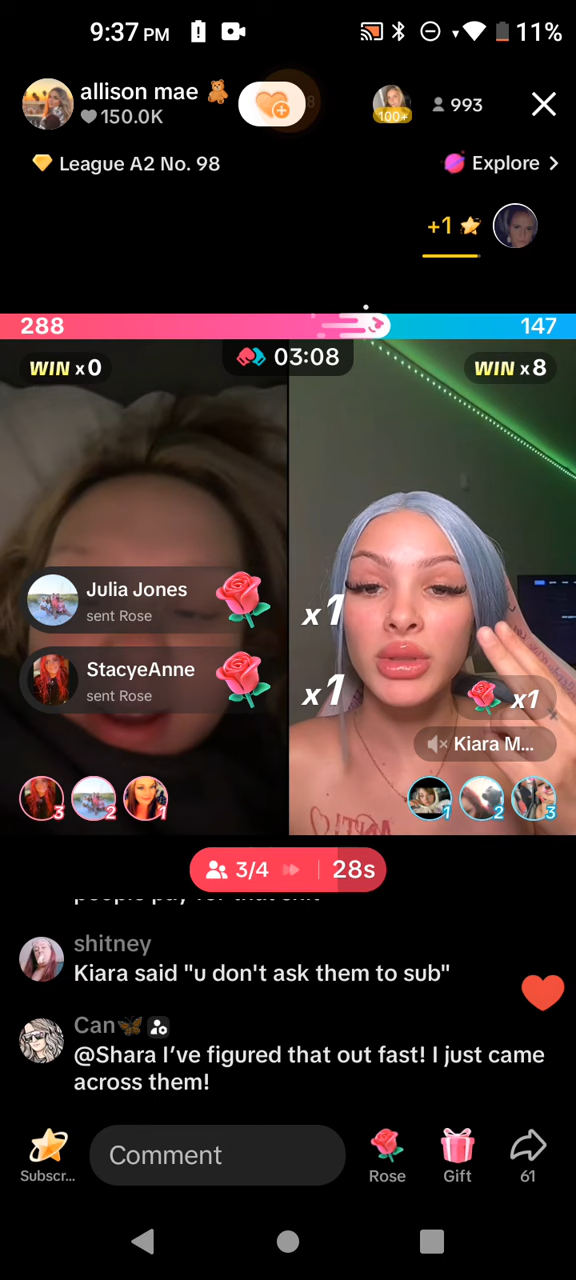 9:37 PM
11%
allison mae 🧸
150.0K
100+
993
League A2 No. 98
Explore >
+1
288
147
WIN x0
03:08
WIN x8
Julia Jones
sent Rose
x1
StacyeAnne
sent Rose
x1
x1
Kiara M...
3
2
1
1
2
3
3/4
28s
shitney
Kiara said "u don't ask them to sub"
Can🦋
@Shara I’ve figured that out fast! I just came
across them!
Subscr...
Comment
Rose
Gift
61